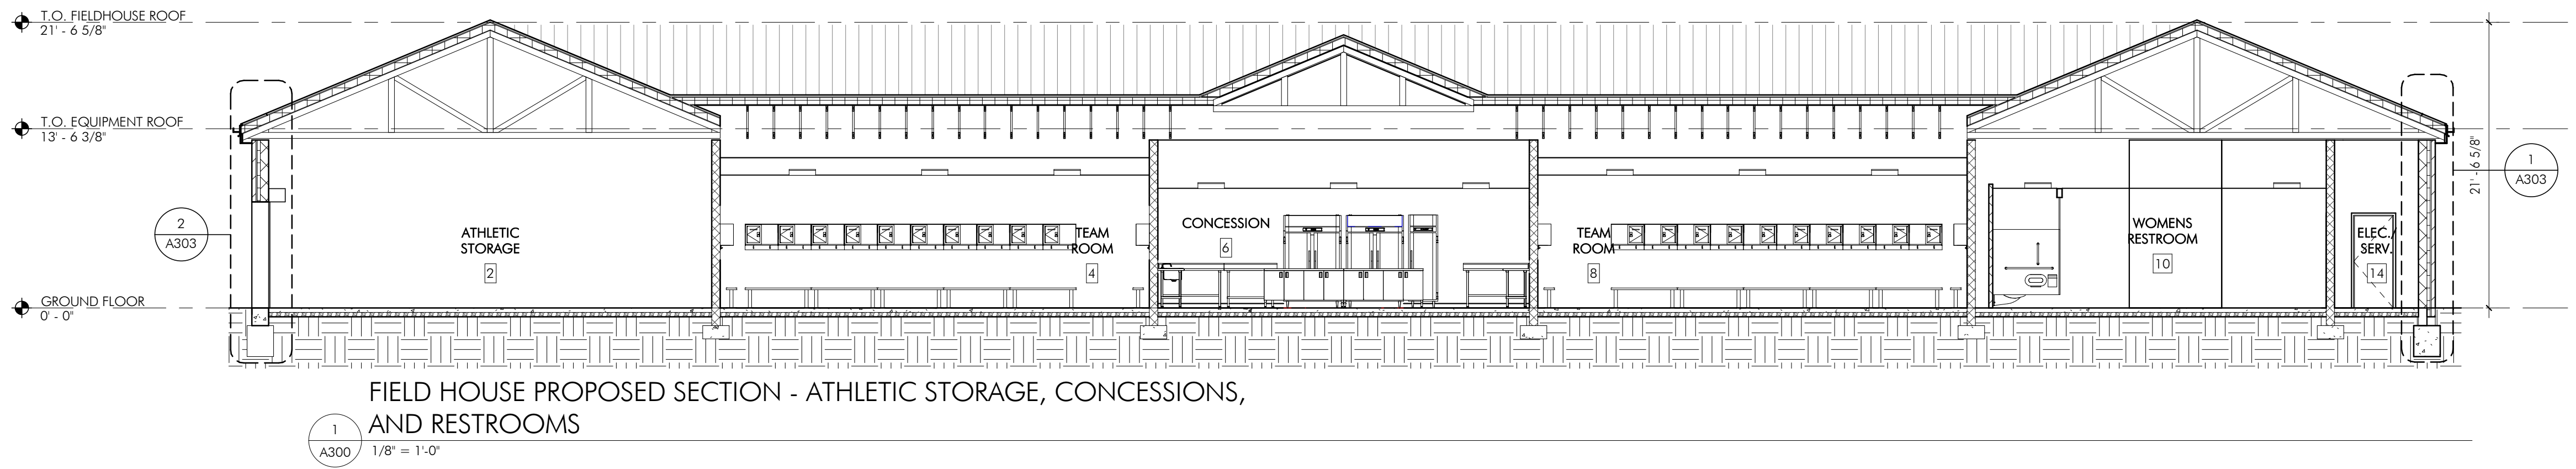 T.O. FIELDHOUSE ROOF
21' - 6 5/8"
T.O. EQUIPMENT ROOF
13' - 6 3/8"
GROUND FLOOR
0' - 0"
2
A303
ATHLETIC
STORAGE
2
TEAM
ROOM
4
CONCESSION
6
TEAM
ROOM
8
WOMENS
RESTROOM
10
ELEC./
SERV.
14
21' - 6 5/8"
1
A303
FIELD HOUSE PROPOSED SECTION - ATHLETIC STORAGE, CONCESSIONS,
AND RESTROOMS
1
A300
1/8" = 1'-0"